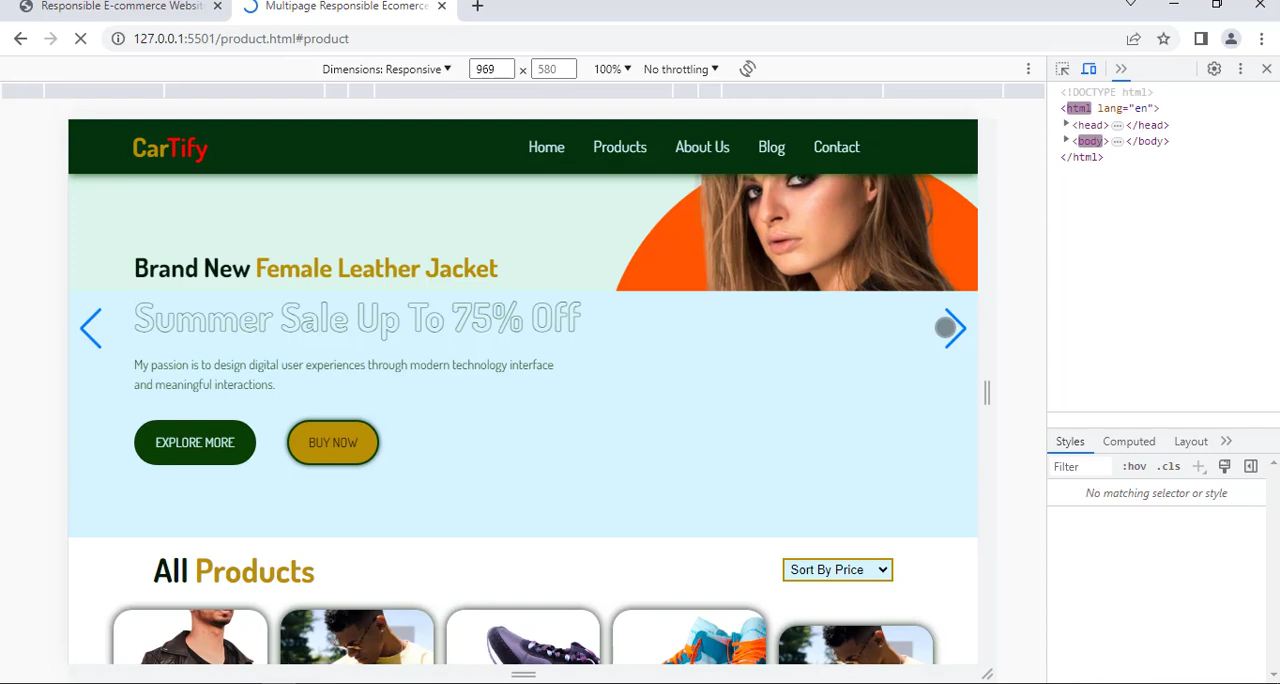 Responsible E-commerce Websit
Multipage Responsible Ecomerce
127.0.0.1:5501/product.html#product
Dimensions: Responsive
969
x
580
100%
No throttling
<!DOCTYPE html>
<html lang="en">
<head> </head>
<body> </body>
</html>
CarTify
Home
Products
About Us
Blog
Contact
Brand New Female Leather Jacket
Summer Sale Up To 75% Off
My passion is to design digital user experiences through modern technology interface
and meaningful interactions.
EXPLORE MORE
BUY NOW
All Products
Sort By Price
Styles
Computed
Layout
Filter
:hov
.cls
No matching selector or style